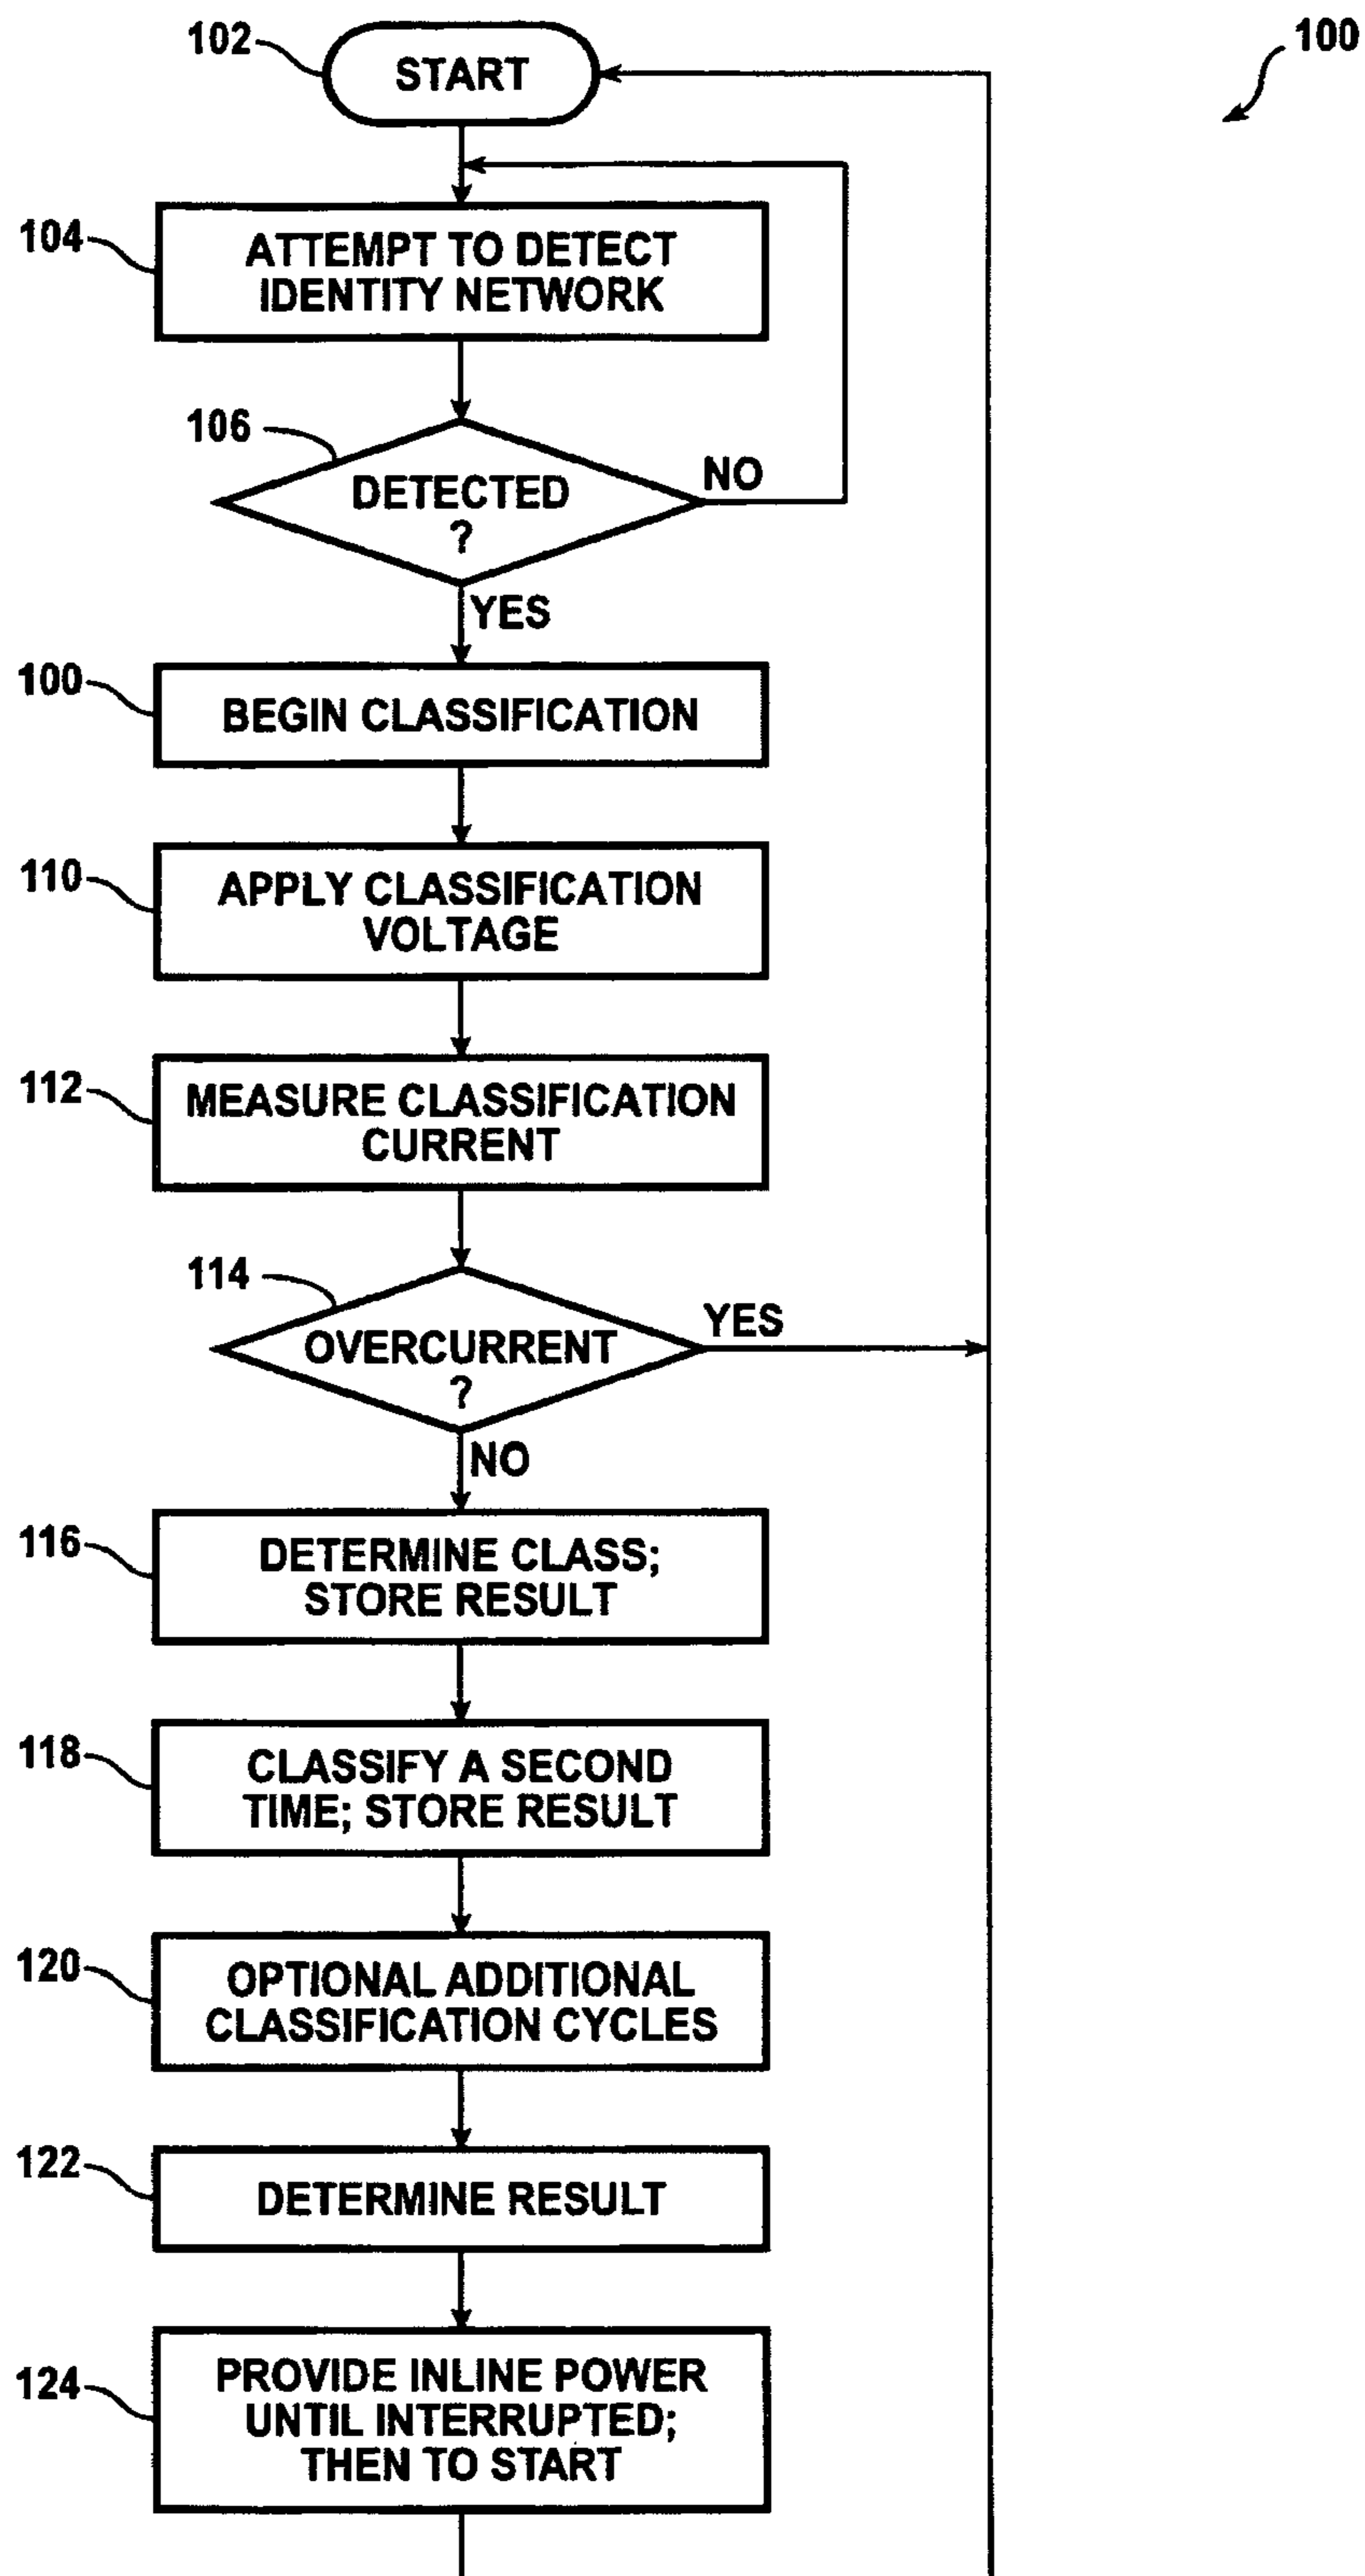 100
102
START
104
ATTEMPT TO DETECT
IDENTITY NETWORK
106
DETECTED
?
NO
YES
100
BEGIN CLASSIFICATION
110
APPLY CLASSIFICATION
VOLTAGE
112
MEASURE CLASSIFICATION
CURRENT
114
OVERCURRENT
?
YES
NO
116
DETERMINE CLASS;
STORE RESULT
118
CLASSIFY A SECOND
TIME; STORE RESULT
120
OPTIONAL ADDITIONAL
CLASSIFICATION CYCLES
122
DETERMINE RESULT
124
PROVIDE INLINE POWER
UNTIL INTERRUPTED;
THEN TO START